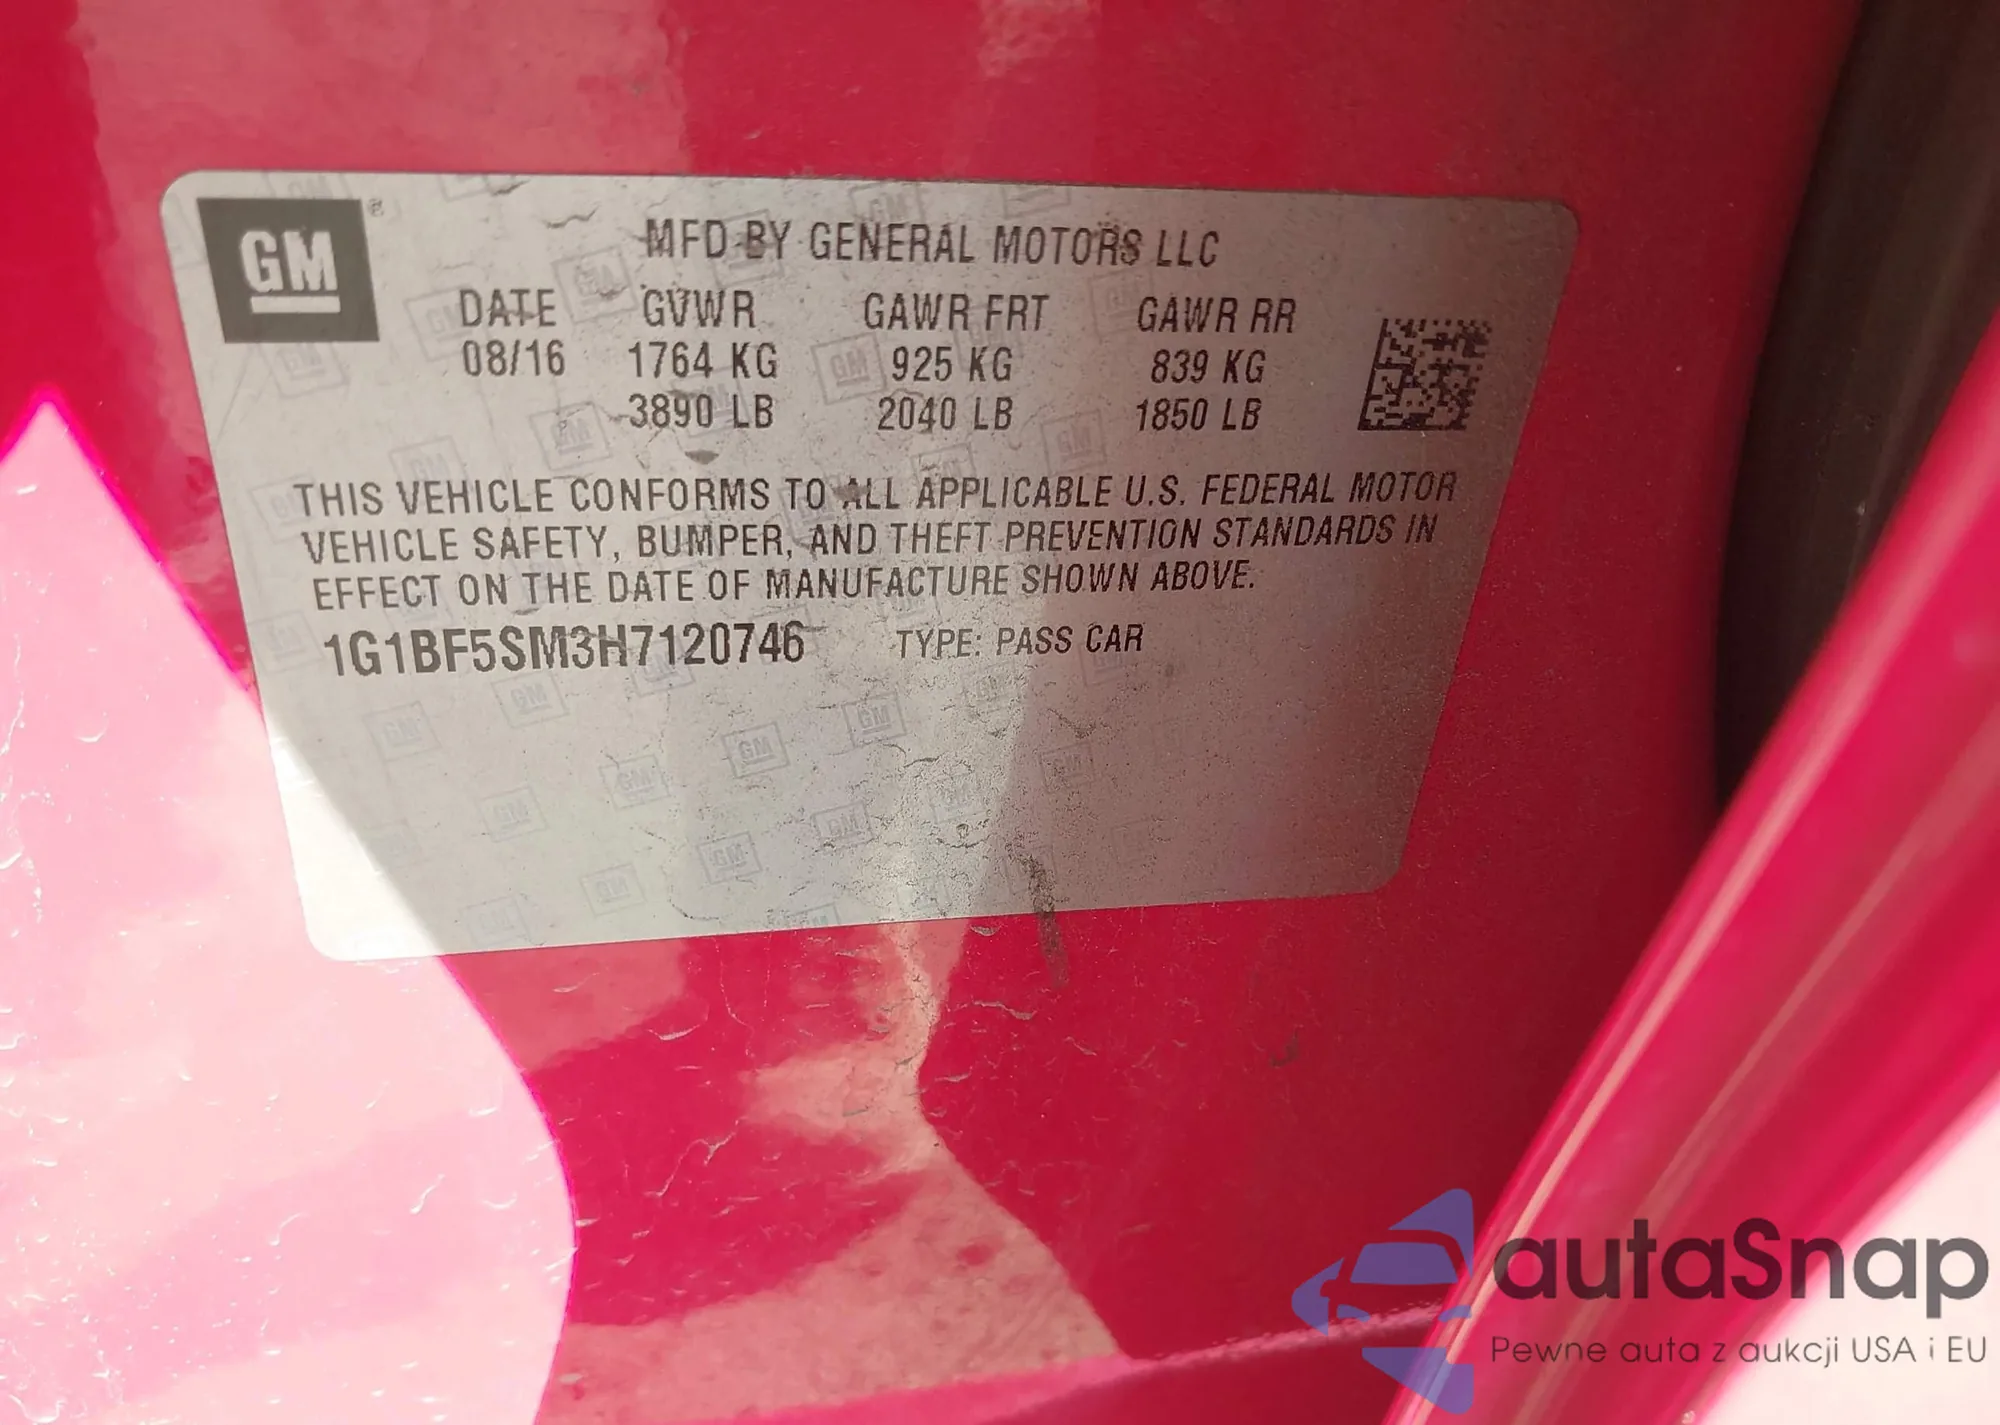 GM ®
MFD BY GENERAL MOTORS LLC
DATE GVWR GAWR FRT GAWR RR
08/16 1764 KG 925 KG 839 KG
3890 LB 2040 LB 1850 LB
THIS VEHICLE CONFORMS TO ALL APPLICABLE U.S. FEDERAL MOTOR
VEHICLE SAFETY, BUMPER, AND THEFT PREVENTION STANDARDS IN
EFFECT ON THE DATE OF MANUFACTURE SHOWN ABOVE.
1G1BF5SM3H7120746 TYPE: PASS CAR
autaSnap
Pewne auta z aukcji USA i EU